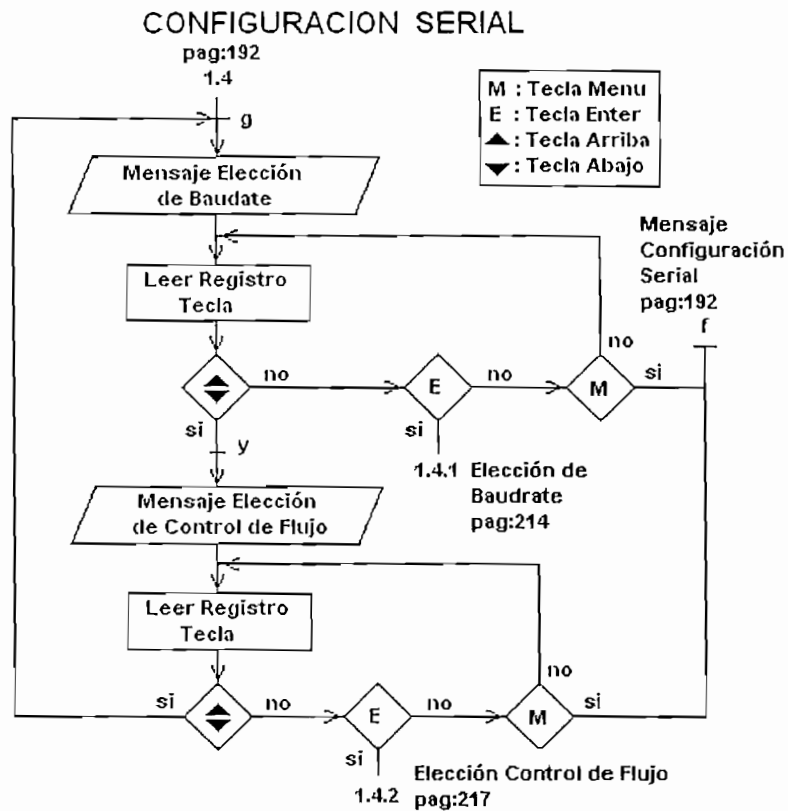 CONFIGURACION SERIAL
pag:192
1.4
g
M : Tecla Menu
E : Tecla Enter
▲ : Tecla Arriba
▼ : Tecla Abajo
Mensaje Elección
de Baudate
Mensaje
Configuración
Serial
pag:192
f
Leer Registro
Tecla
no
no
no
si
E
M
si
si
y
1.4.1 Elección de
Baudrate
pag:214
Mensaje Elección
de Control de Flujo
Leer Registro
Tecla
no
si
no
no
si
E
M
si
1.4.2
Elección Control de Flujo
pag:217